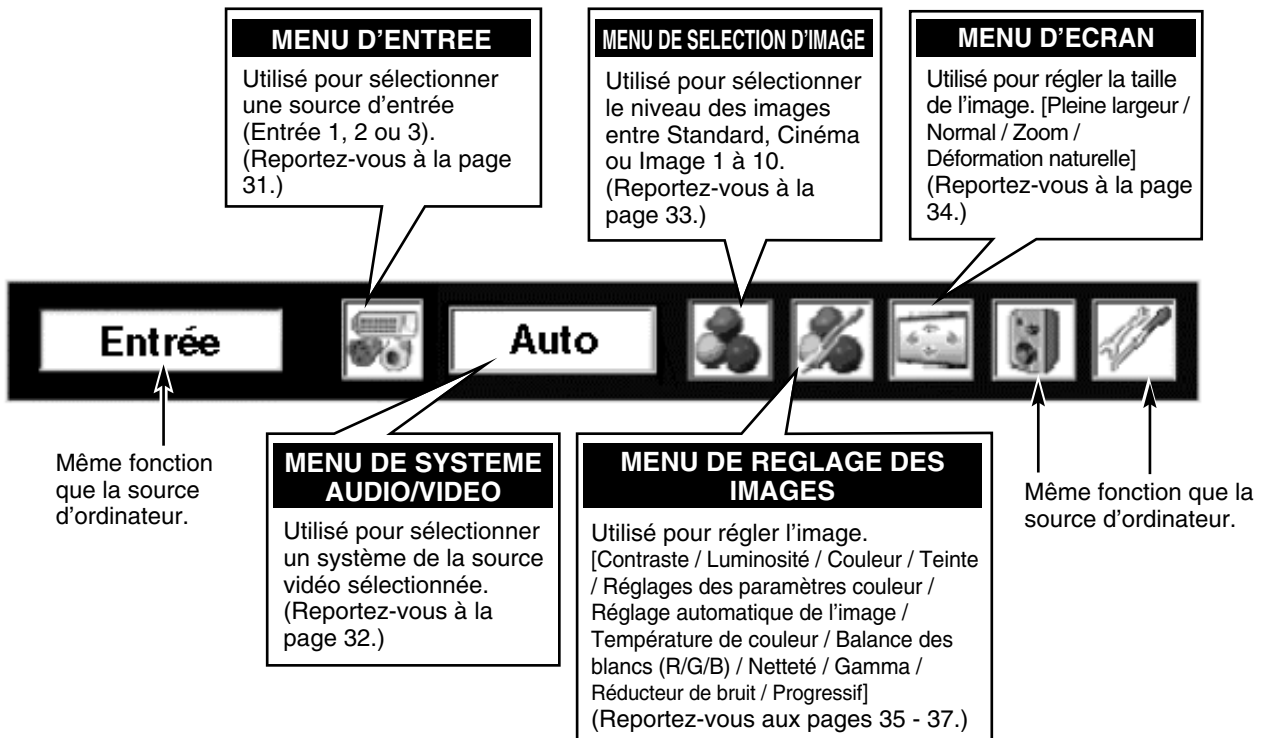 MENU D'ENTREE
Utilisé pour sélectionner
une source d'entrée
(Entrée 1, 2 ou 3).
(Reportez-vous à la page
31.)
MENU DE SELECTION D'IMAGE
Utilisé pour sélectionner
le niveau des images
entre Standard, Cinéma
ou Image 1 à 10.
(Reportez-vous à la
page 33.)
MENU D'ECRAN
Utilisé pour régler la taille
de l'image. [Pleine largeur /
Normal / Zoom /
Déformation naturelle]
(Reportez-vous à la page
34.)
Entrée
Auto
Même fonction
que la source
d'ordinateur.
MENU DE SYSTEME
AUDIO/VIDEO
Utilisé pour sélectionner
un système de la source
vidéo sélectionnée.
(Reportez-vous à la
page 32.)
MENU DE REGLAGE DES
IMAGES
Utilisé pour régler l'image.
[Contraste / Luminosité / Couleur / Teinte
/ Réglages des paramètres couleur /
Réglage automatique de l'image /
Température de couleur / Balance des
blancs (R/G/B) / Netteté / Gamma /
Réducteur de bruit / Progressif]
(Reportez-vous aux pages 35 - 37.)
Même fonction que la
source d'ordinateur.